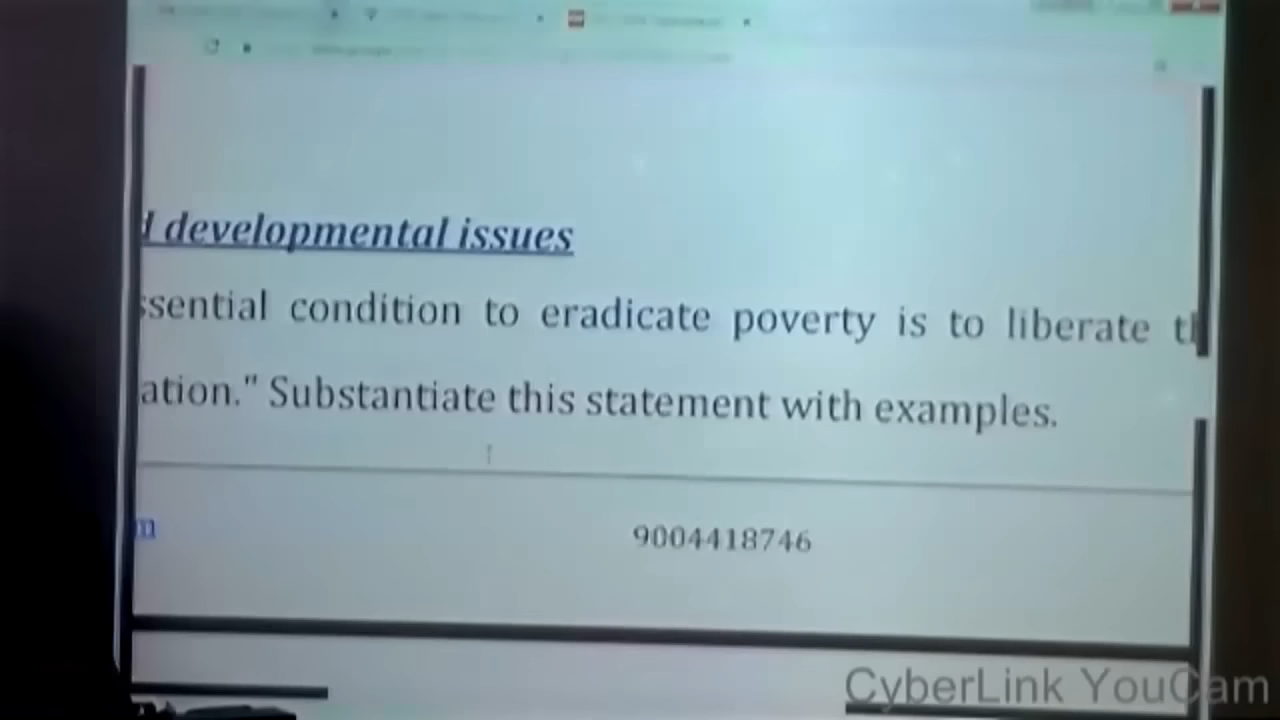 d developmental issues
ssential condition to eradicate poverty is to liberate th
ation." Substantiate this statement with examples.
m 9004418746
CyberLink YouCam